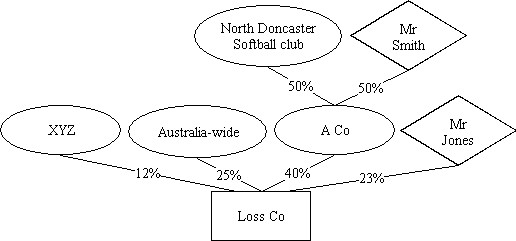 North Doncaster
Softball club
Mr
Smith
50%
50%
XYZ
Australia-wide
A Co
Mr
Jones
12%
25%
40%
23%
Loss Co